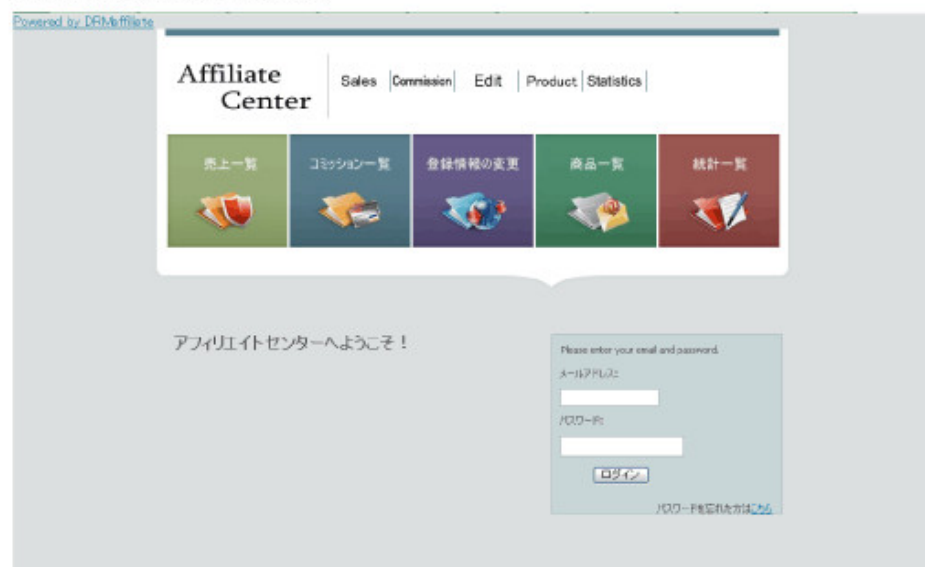 Powered by DRMaffiliate
Affiliate
Center
Sales Commission Edit Product Statistics
売上一覧 コミッション一覧 登録情報の変更 商品一覧 統計一覧
アフィリエイトセンターへようこそ!
Please enter your email and password.
メールアドレス:
パスワード:
ログイン
パスワードを忘れた方はこちら